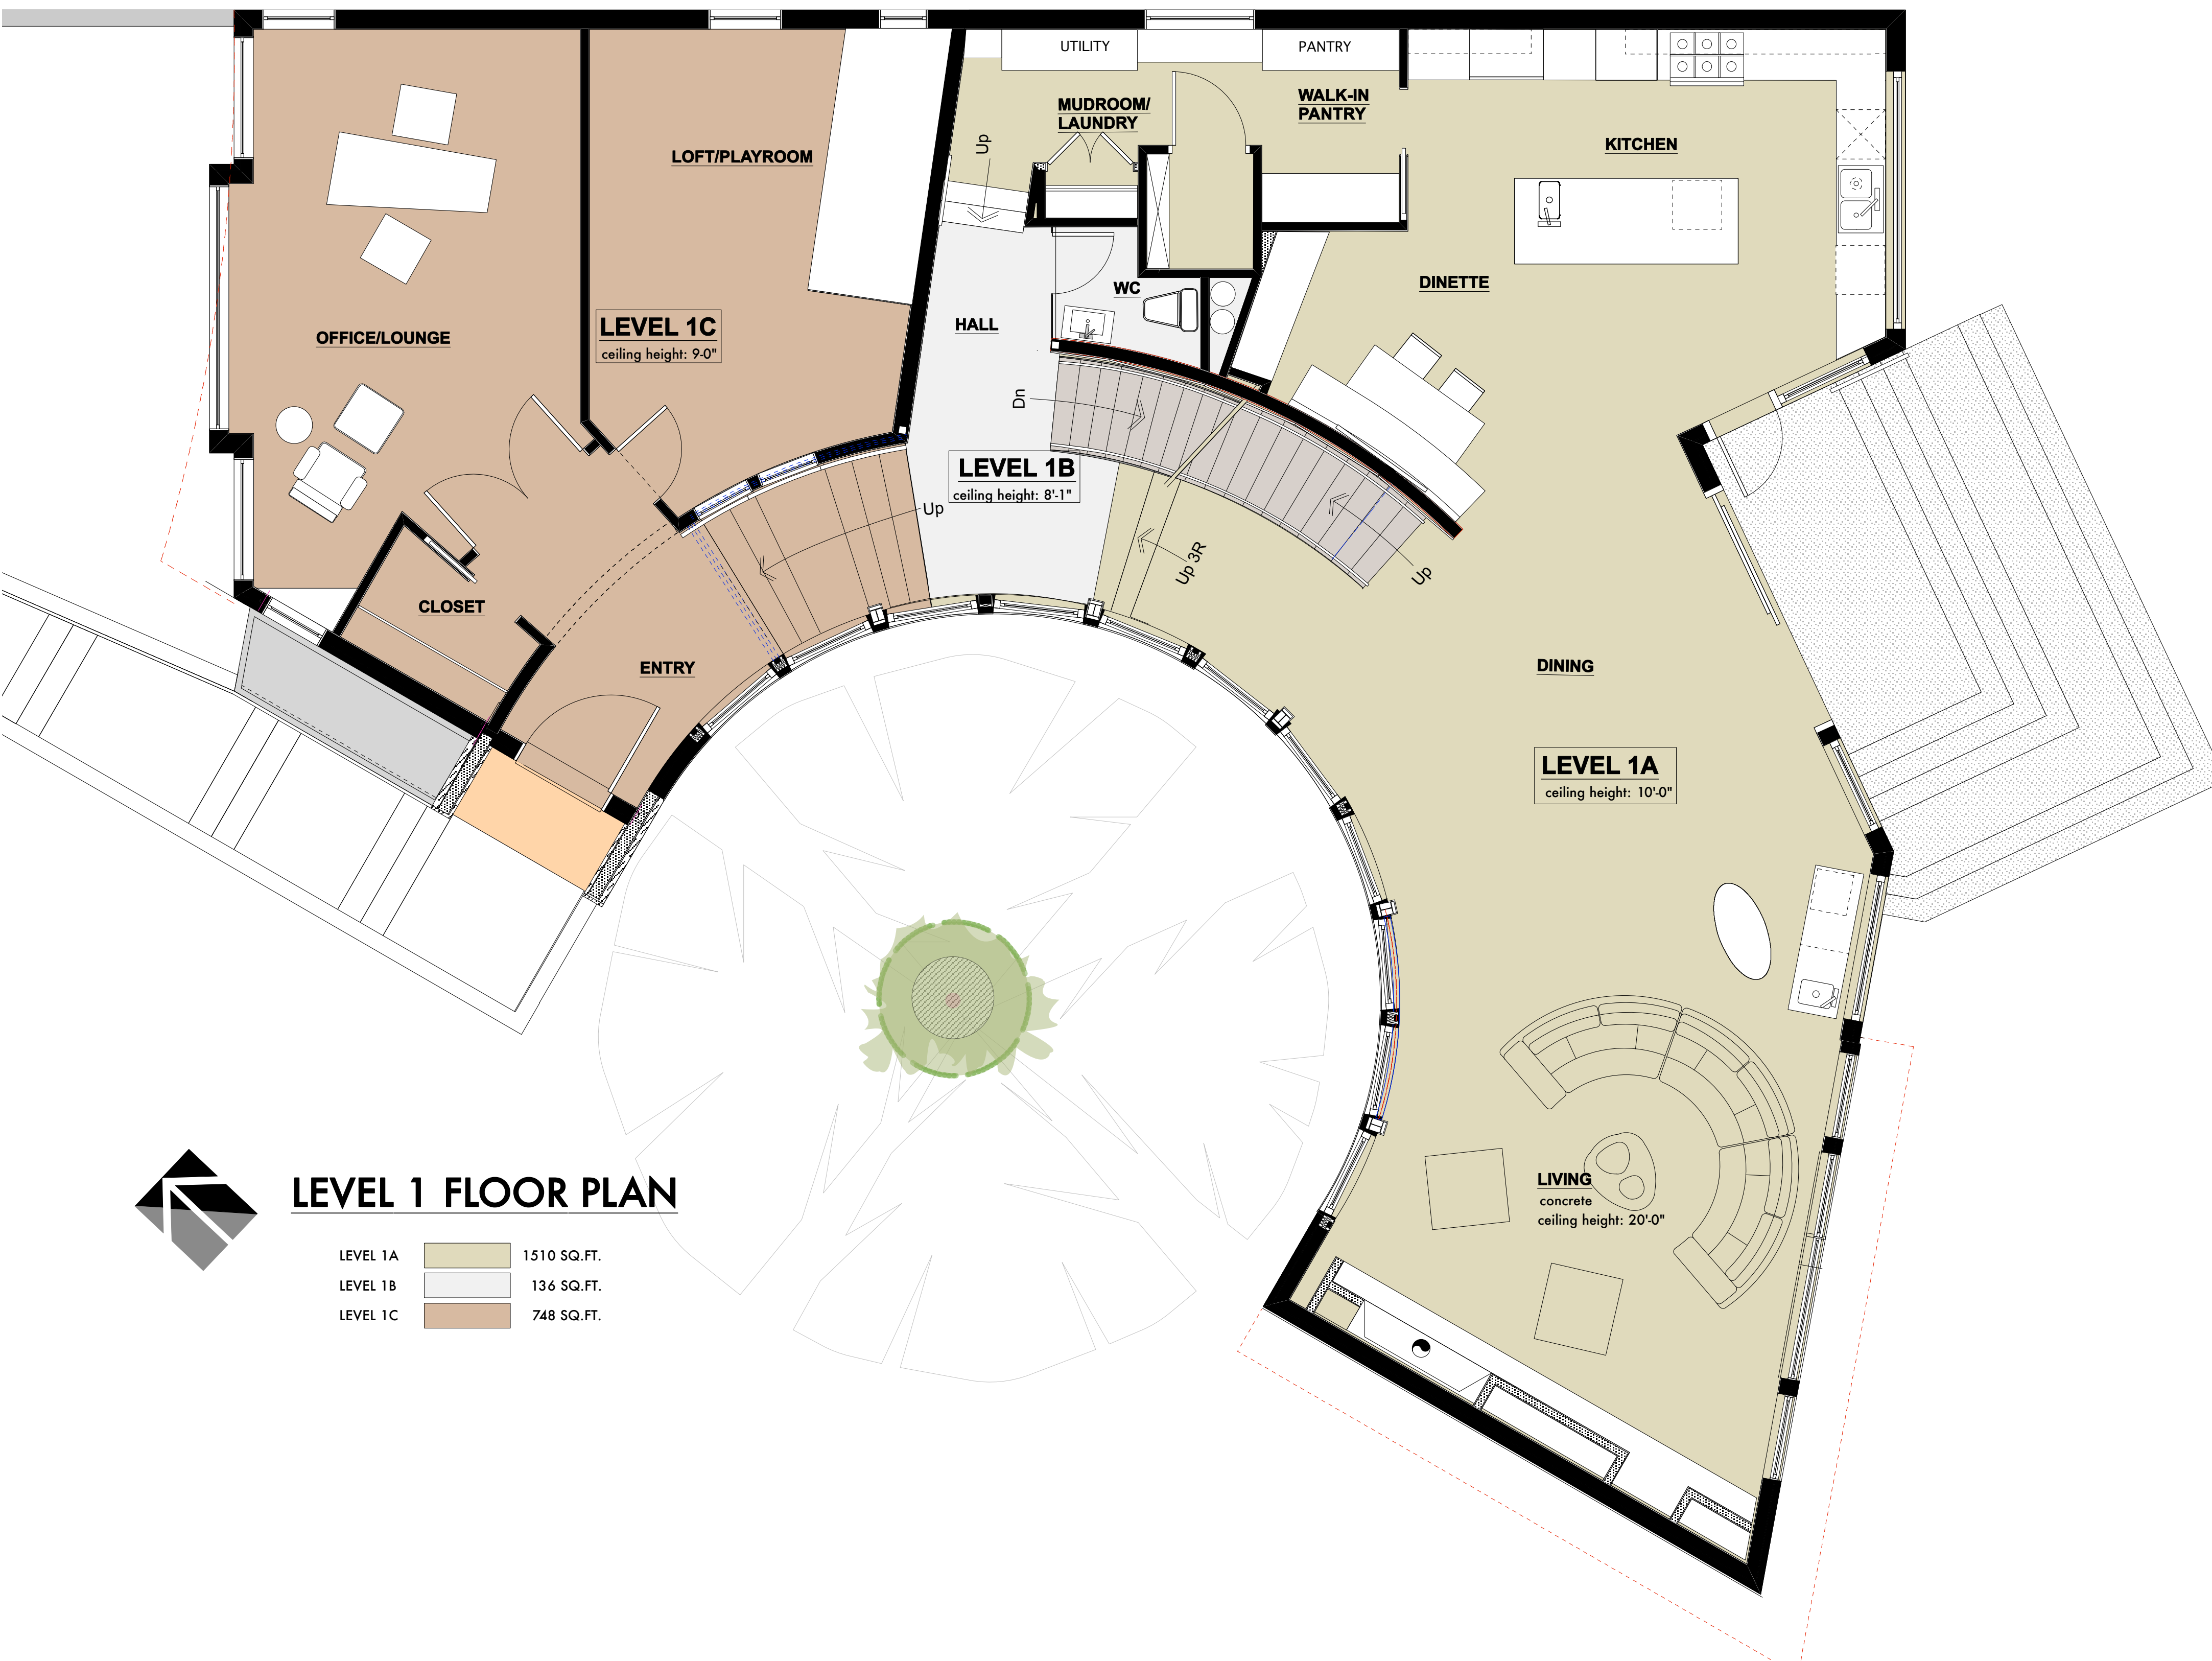 UTILITY
PANTRY
MUDROOM/
LAUNDRY
WALK-IN
PANTRY
KITCHEN
LOFT/PLAYROOM
Up
DINETTE
WC
HALL
OFFICE/LOUNGE
LEVEL 1C
ceiling height: 9-0"
Dn
LEVEL 1B
ceiling height: 8'-1"
Up
Up 3R
Up
CLOSET
ENTRY
DINING
LEVEL 1A
ceiling height: 10'-0"
LIVING
concrete
ceiling height: 20'-0"
LEVEL 1 FLOOR PLAN
LEVEL 1A 1510 SQ.FT.
LEVEL 1B 136 SQ.FT.
LEVEL 1C 748 SQ.FT.